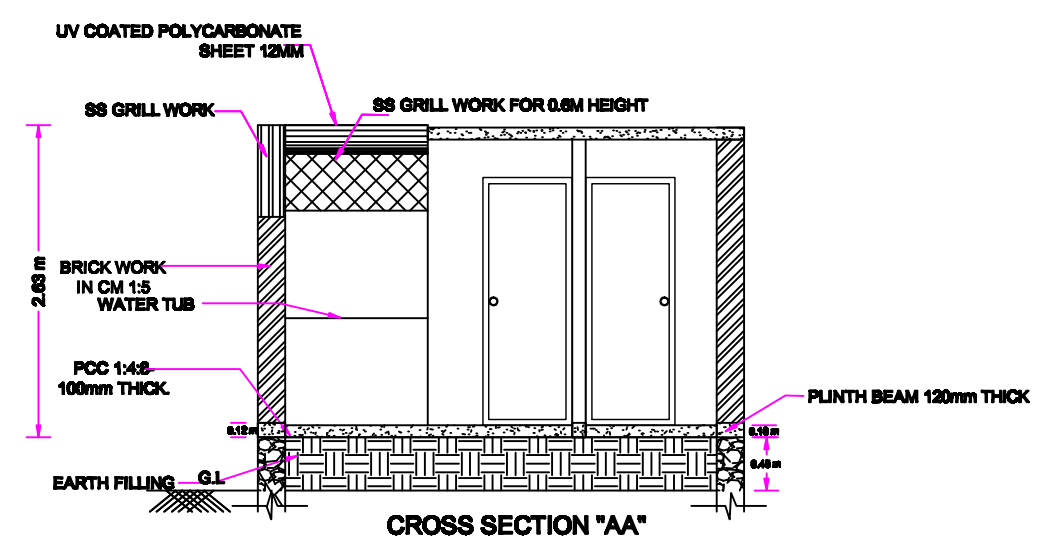 UV COATED POLYCARBONATE
SHEET 12MM
SS GRILL WORK
SS GRILL WORK FOR 0.6M HEIGHT
2.63 m
BRICK WORK
IN CM 1:5
WATER TUB
PCC 1:4:8-
100mm THICK.
PLINTH BEAM 120mm THICK
0.12 m
0.45 m
EARTH FILLING
G.L
CROSS SECTION "AA"